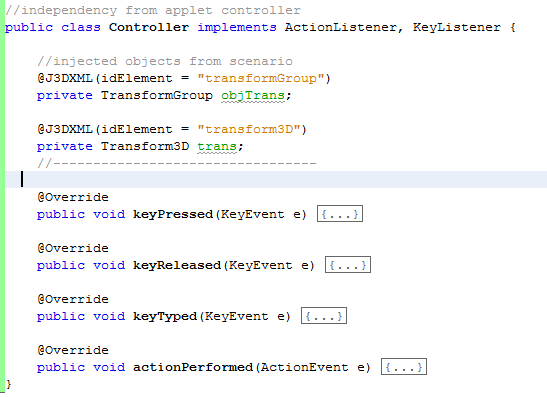 //independency from applet controller
public class Controller implements ActionListener, KeyListener {
//injected objects from scenario
@J3DXML(idElement = "transformGroup")
private TransformGroup objTrans;
@J3DXML(idElement = "transform3D")
private Transform3D trans;
//---------------------------------
@Override
public void keyPressed(KeyEvent e) {...}
@Override
public void keyReleased(KeyEvent e) {...}
@Override
public void keyTyped(KeyEvent e) {...}
@Override
public void actionPerformed(ActionEvent e) {...}
}